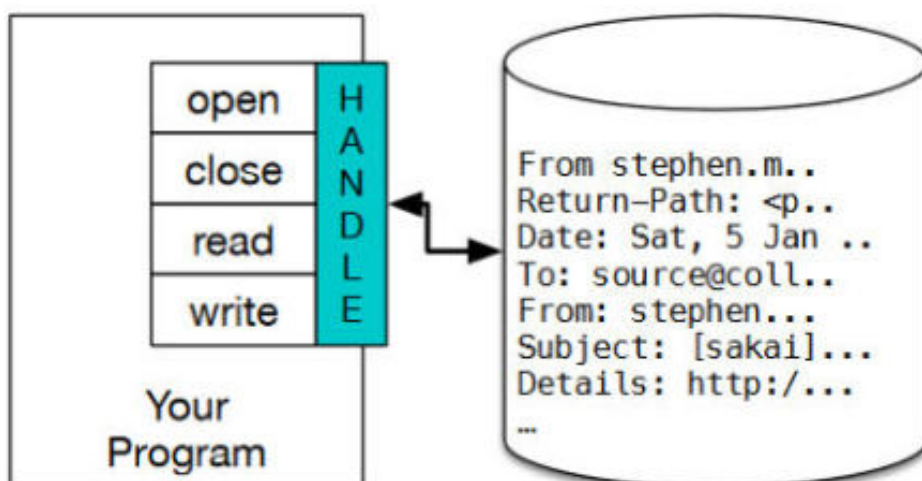 open
close
read
write
HANDLE
Your
Program
From stephen.m..
Return-Path: <p..
Date: Sat, 5 Jan ..
To: source@coll..
From: stephen...
Subject: [sakai]...
Details: http:/...
…